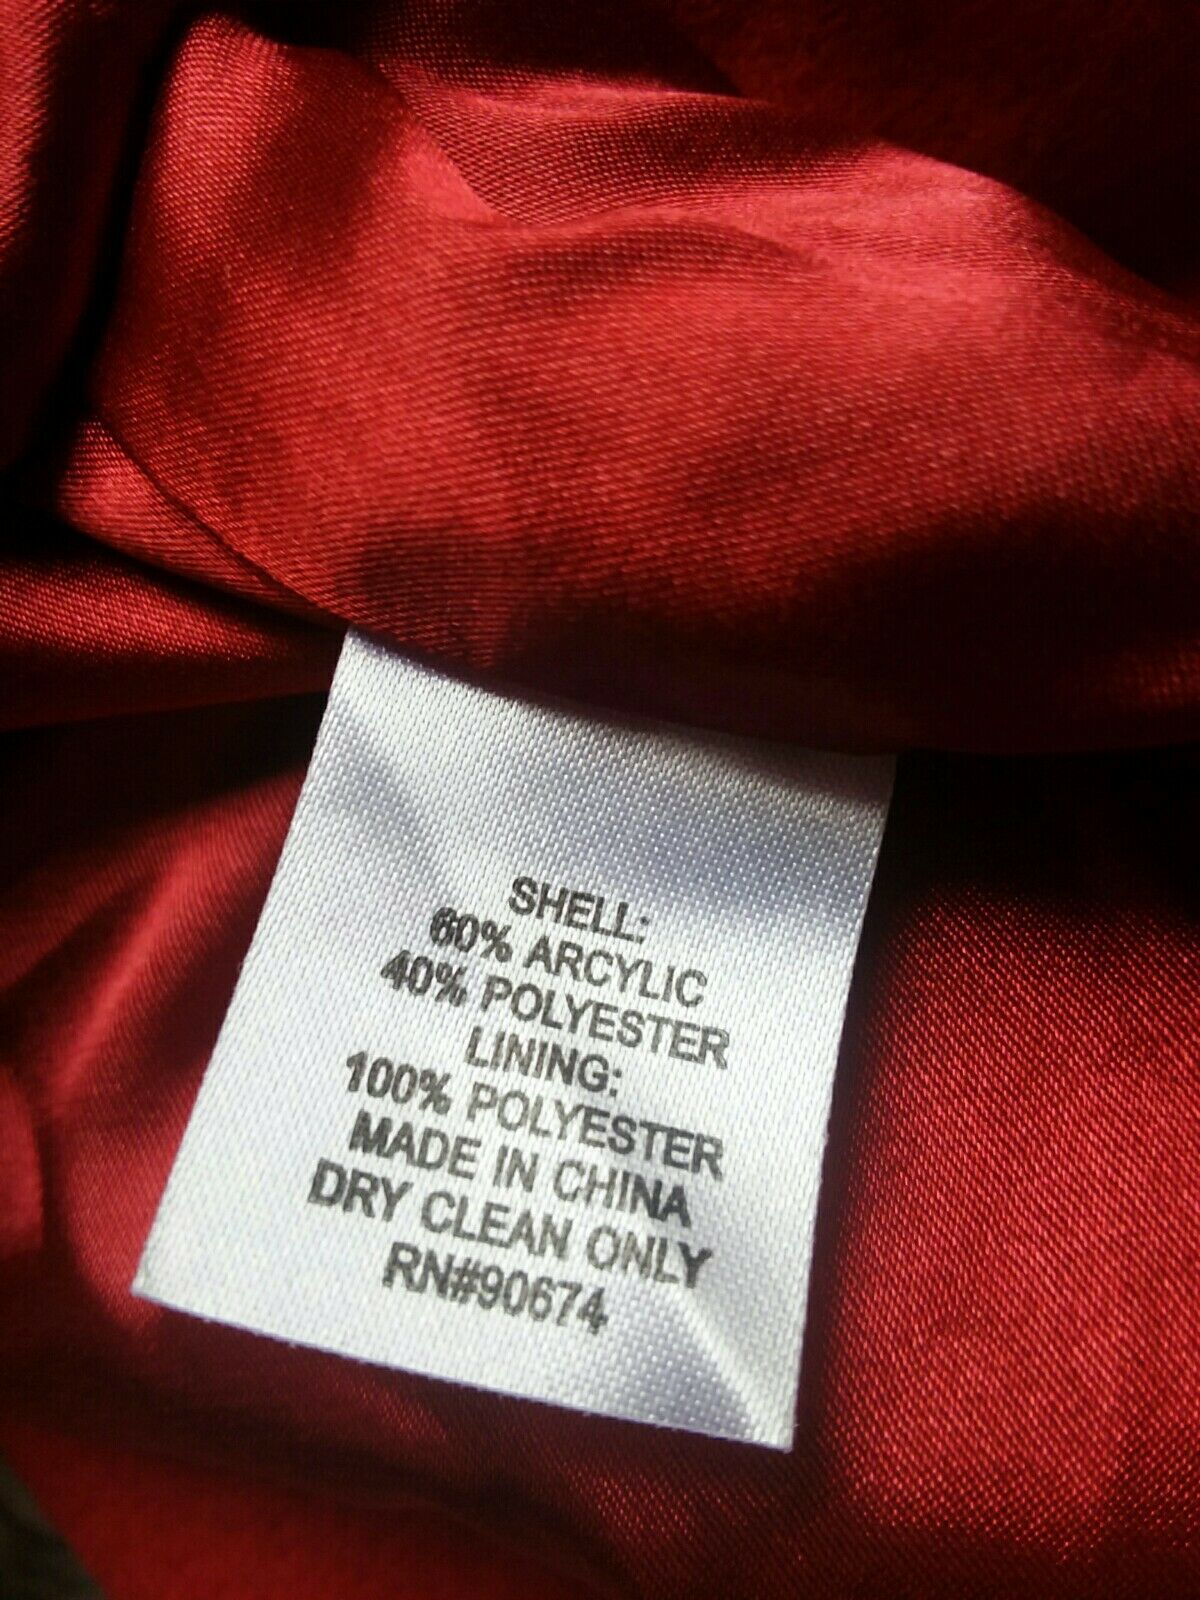 SHELL:
60% ARCYLIC
40% POLYESTER
LINING:
100% POLYESTER
MADE IN CHINA
DRY CLEAN ONLY
RN#90674